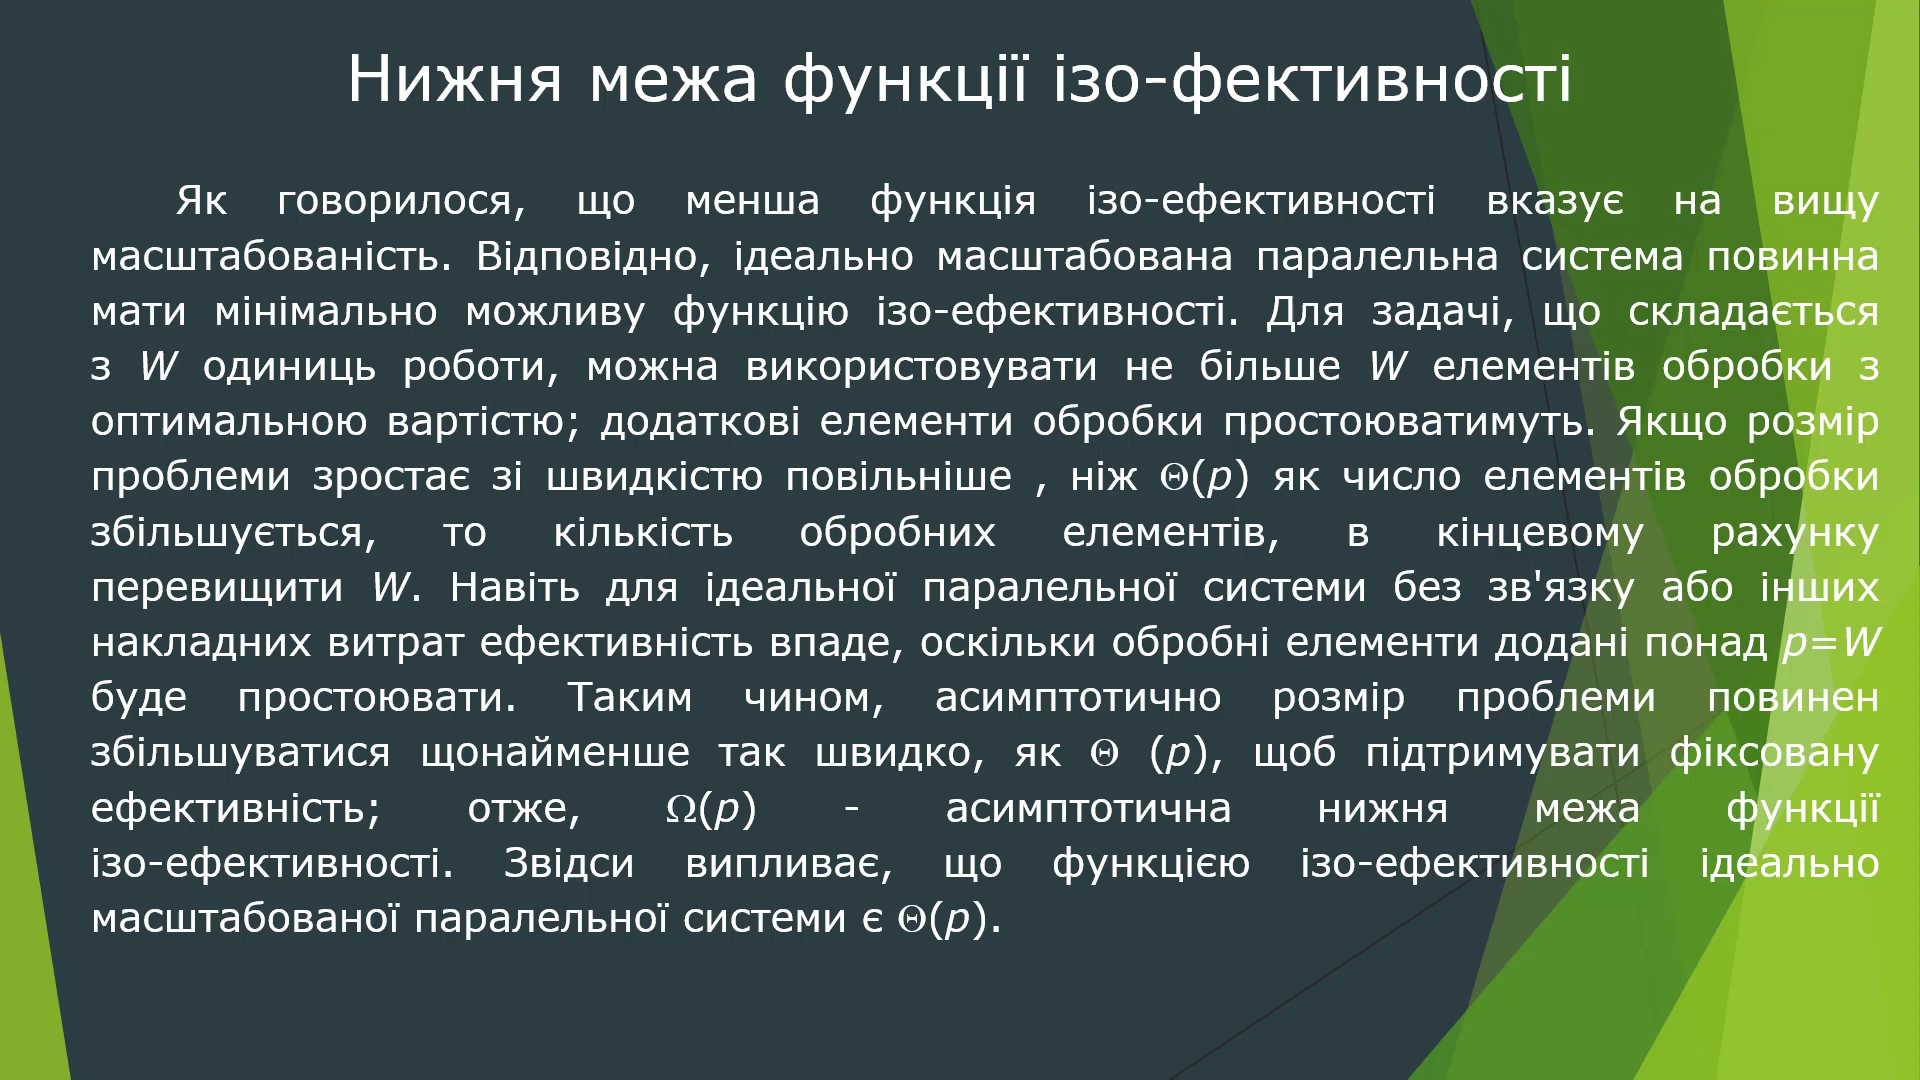 Нижня межа функції ізо-фективності
Як говорилося, що менша функція ізо-ефективності вказує на вищу
масштабованість. Відповідно, ідеально масштабована паралельна система повинна
мати мінімально можливу функцію ізо-ефективності. Для задачі, що складається
з W одиниць роботи, можна використовувати не більше W елементів обробки з
оптимальною вартістю; додаткові елементи обробки простоюватимуть. Якщо розмір
проблеми зростає зі швидкістю повільніше , ніж Θ(p) як число елементів обробки
збільшується, то кількість обробних елементів, в кінцевому рахунку
перевищити W. Навіть для ідеальної паралельної системи без зв'язку або інших
накладних витрат ефективність впаде, оскільки обробні елементи додані понад p=W
буде простоювати. Таким чином, асимптотично розмір проблеми повинен
збільшуватися щонайменше так швидко, як Θ (p), щоб підтримувати фіксовану
ефективність; отже, Ω(p) - асимптотична нижня межа функції
ізо-ефективності. Звідси випливає, що функцією ізо-ефективності ідеально
масштабованої паралельної системи є Θ(p).